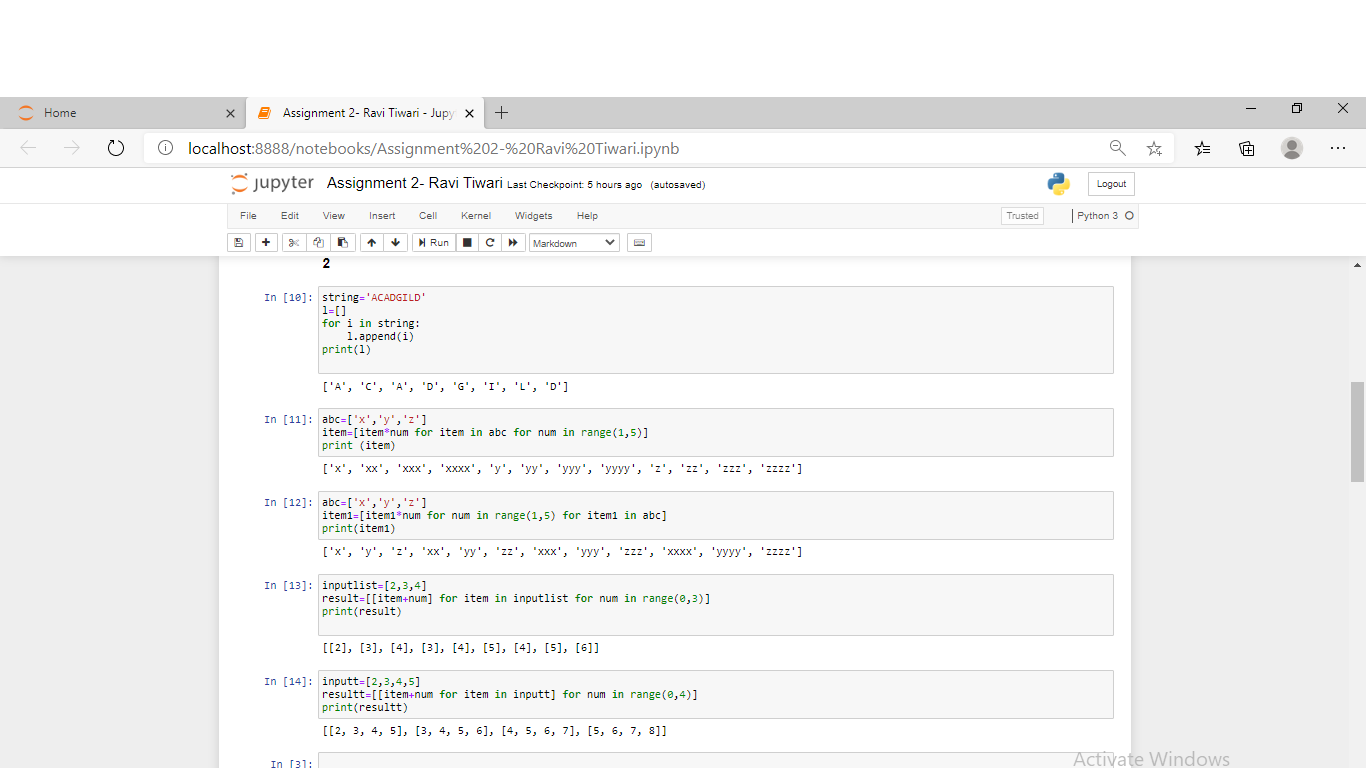 Home
Assignment 2- Ravi Tiwari - Jupy
localhost:8888/notebooks/Assignment%202-%20Ravi%20Tiwari.ipynb
jupyter Assignment 2- Ravi Tiwari Last Checkpoint: 5 hours ago (autosaved)
Logout
File Edit View Insert Cell Kernel Widgets Help
Trusted
Python 3
Run
Markdown
2
In [10]: string='ACADGILD'
l=[]
for i in string:
    l.append(i)
print(l)
['A', 'C', 'A', 'D', 'G', 'I', 'L', 'D']
In [11]: abc=['x','y','z']
item=[item*num for item in abc for num in range(1,5)]
print (item)
['x', 'xx', 'xxx', 'xxxx', 'y', 'yy', 'yyy', 'yyyy', 'z', 'zz', 'zzz', 'zzzz']
In [12]: abc=['x','y','z']
item1=[item1*num for num in range(1,5) for item1 in abc]
print(item1)
['x', 'y', 'z', 'xx', 'yy', 'zz', 'xxx', 'yyy', 'zzz', 'xxxx', 'yyyy', 'zzzz']
In [13]: inputlist=[2,3,4]
result=[[item+num] for item in inputlist for num in range(0,3)]
print(result)
[[2], [3], [4], [3], [4], [5], [4], [5], [6]]
In [14]: inputt=[2,3,4,5]
resultt=[[item+num for item in inputt] for num in range(0,4)]
print(resultt)
[[2, 3, 4, 5], [3, 4, 5, 6], [4, 5, 6, 7], [5, 6, 7, 8]]
In [3]:
Activate Windows